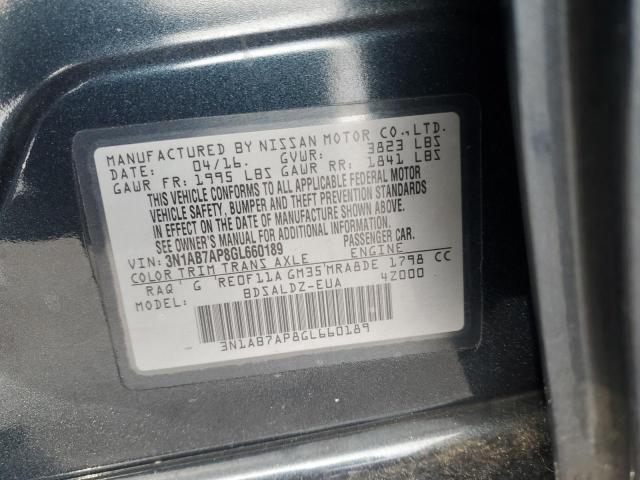 MANUFACTURED BY NISSAN MOTOR CO.,LTD.
DATE: 04/16. GVWR: 3823 LBS
GAWR FR: 1995 LBS GAWR RR: 1841 LBS
THIS VEHICLE CONFORMS TO ALL APPLICABLE FEDERAL MOTOR
VEHICLE SAFETY, BUMPER AND THEFT PREVENTION STANDARDS
IN EFFECT ON THE DATE OF MANUFACTURE SHOWN ABOVE.
SEE OWNER'S MANUAL FOR ADDITIONAL INFORMATION.
VIN: 3N1AB7AP8GL660189 PASSENGER CAR.
COLOR TRIM TRANS AXLE ENGINE
RAQ G RE0F11A GM35 MRA8DE 1798 CC
MODEL: BDSALDZ-EUA 4Z000
3N1AB7AP8GL660189